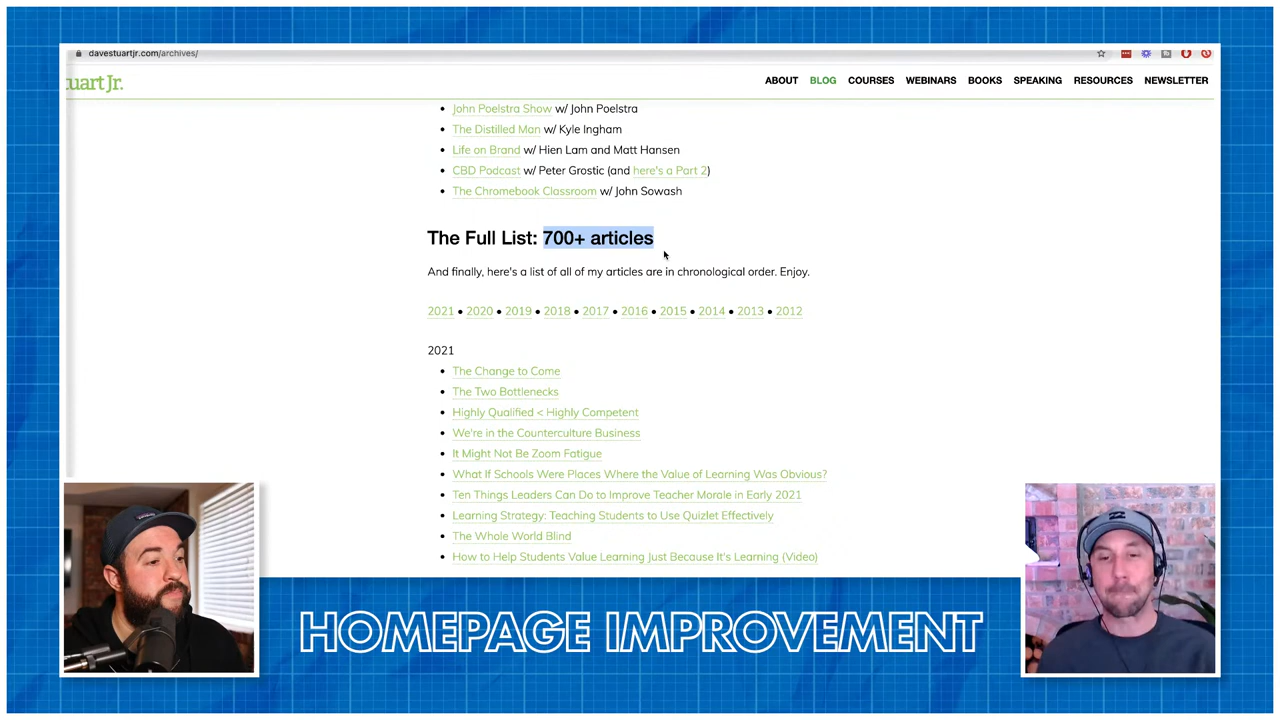 davestuartjr.com/archives/
tuart Jr.
ABOUT BLOG COURSES WEBINARS BOOKS SPEAKING RESOURCES NEWSLETTER
John Poelstra Show w/ John Poelstra
The Distilled Man w/ Kyle Ingham
Life on Brand w/ Hien Lam and Matt Hansen
CBD Podcast w/ Peter Grostic (and here's a Part 2)
The Chromebook Classroom w/ John Sowash
The Full List: 700+ articles
And finally, here's a list of all of my articles are in chronological order. Enjoy.
2021 • 2020 • 2019 • 2018 • 2017 • 2016 • 2015 • 2014 • 2013 • 2012
2021
The Change to Come
The Two Bottlenecks
Highly Qualified < Highly Competent
We're in the Counterculture Business
It Might Not Be Zoom Fatigue
What If Schools Were Places Where the Value of Learning Was Obvious?
Ten Things Leaders Can Do to Improve Teacher Morale in Early 2021
Learning Strategy: Teaching Students to Use Quizlet Effectively
The Whole World Blind
How to Help Students Value Learning Just Because It's Learning (Video)
HOMEPAGE IMPROVEMENT